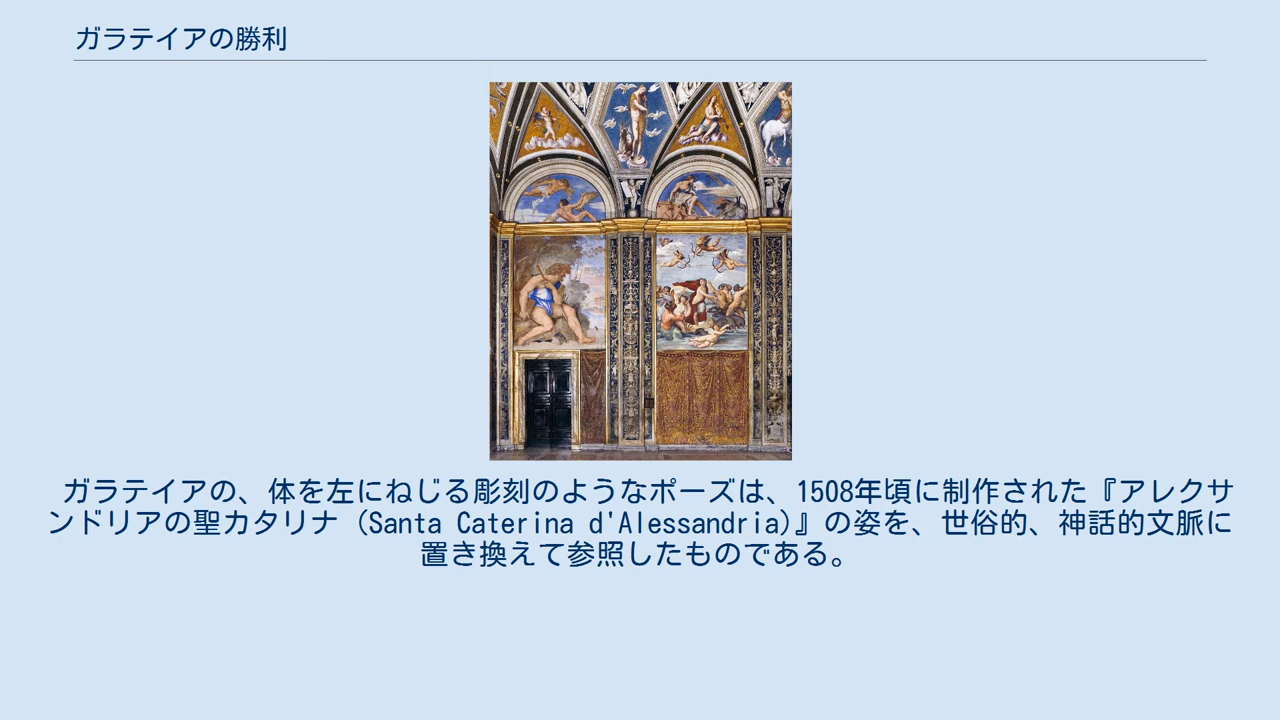 ガラテイアの勝利
ガラテイアの、体を左にねじる彫刻のようなポーズは、1508年頃に制作された『アレクサ
ンドリアの聖カタリナ (Santa Caterina d'Alessandria)』の姿を、世俗的、神話的文脈に
置き換えて参照したものである。